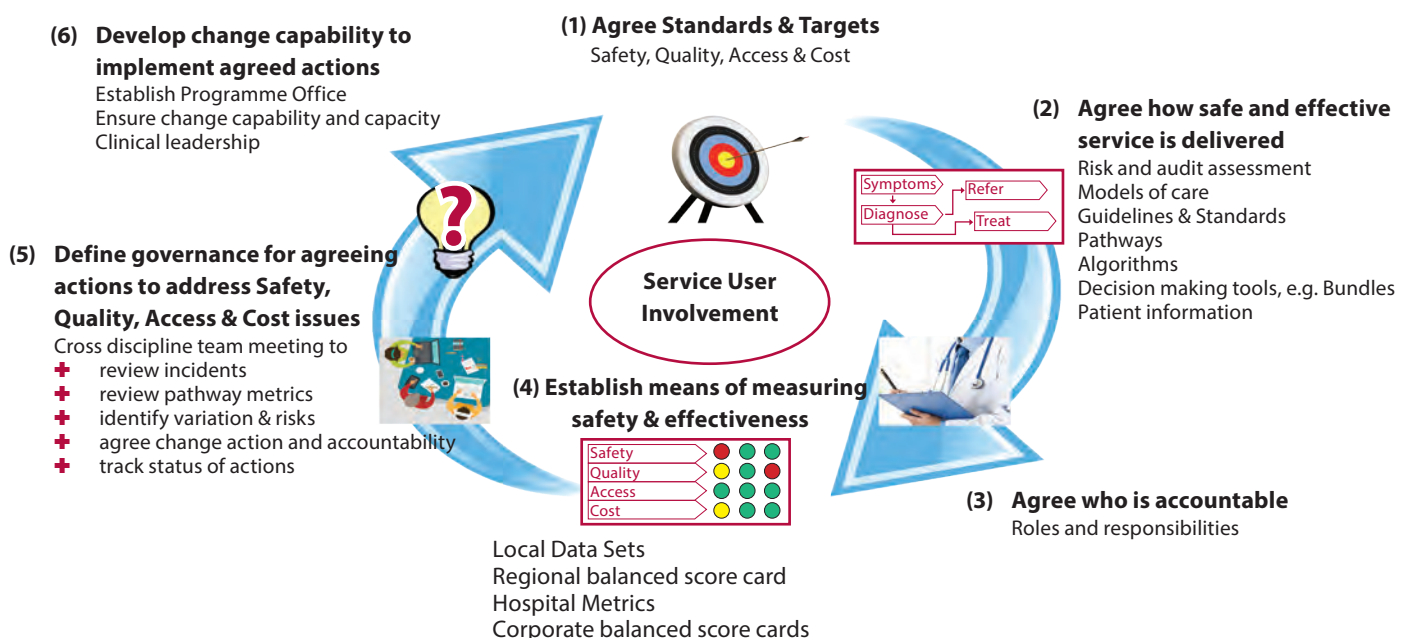 (1) Agree Standards & Targets
Safety, Quality, Access & Cost
(2) Agree how safe and effective
service is delivered
Risk and audit assessment
Models of care
Guidelines & Standards
Pathways
Algorithms
Decision making tools, e.g. Bundles
Patient information
Symptoms
Refer
Diagnose
Treat
(3) Agree who is accountable
Roles and responsibilities
Service User
Involvement
(4) Establish means of measuring
safety & effectiveness
Safety
Quality
Access
Cost
Local Data Sets
Regional balanced score card
Hospital Metrics
Corporate balanced score cards
(5) Define governance for agreeing
actions to address Safety,
Quality, Access & Cost issues
Cross discipline team meeting to
review incidents
review pathway metrics
identify variation & risks
agree change action and accountability
track status of actions
(6) Develop change capability to
implement agreed actions
Establish Programme Office
Ensure change capability and capacity
Clinical leadership
?